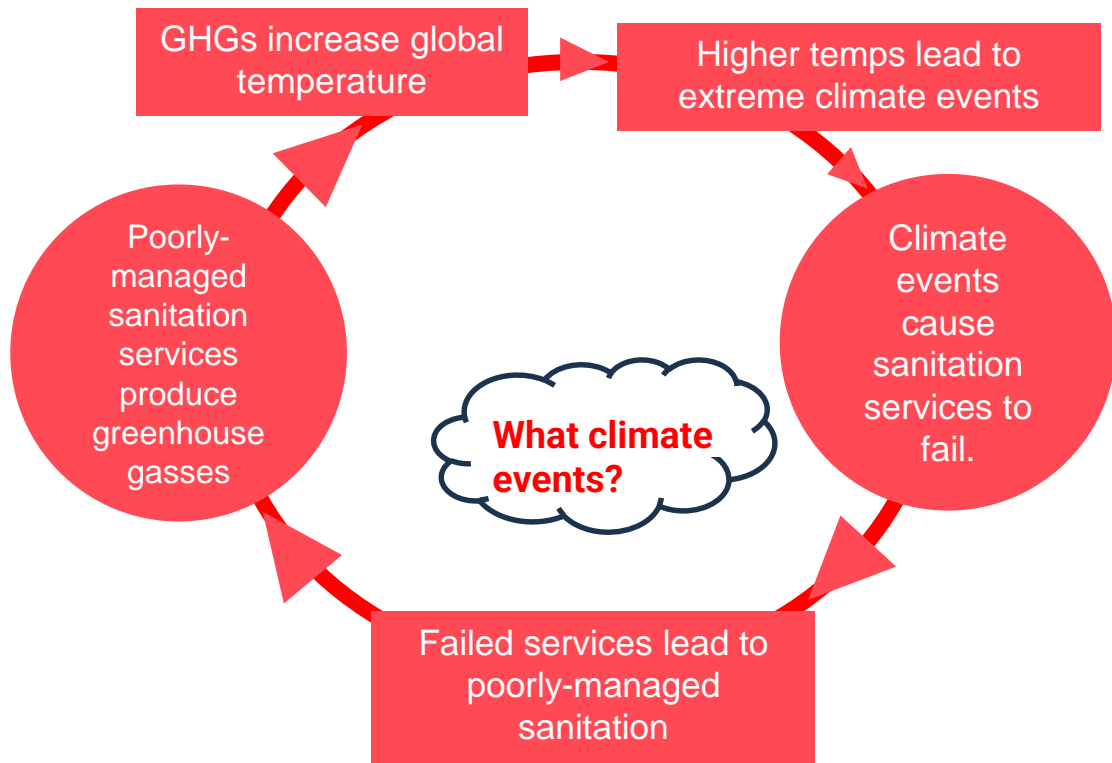 GHGs increase global
temperature
Higher temps lead to
extreme climate events
Climate
events
cause
sanitation
services to
fail.
Failed services lead to
poorly-managed
sanitation
Poorly-
managed
sanitation
services
produce
greenhouse
gasses
What climate
events?